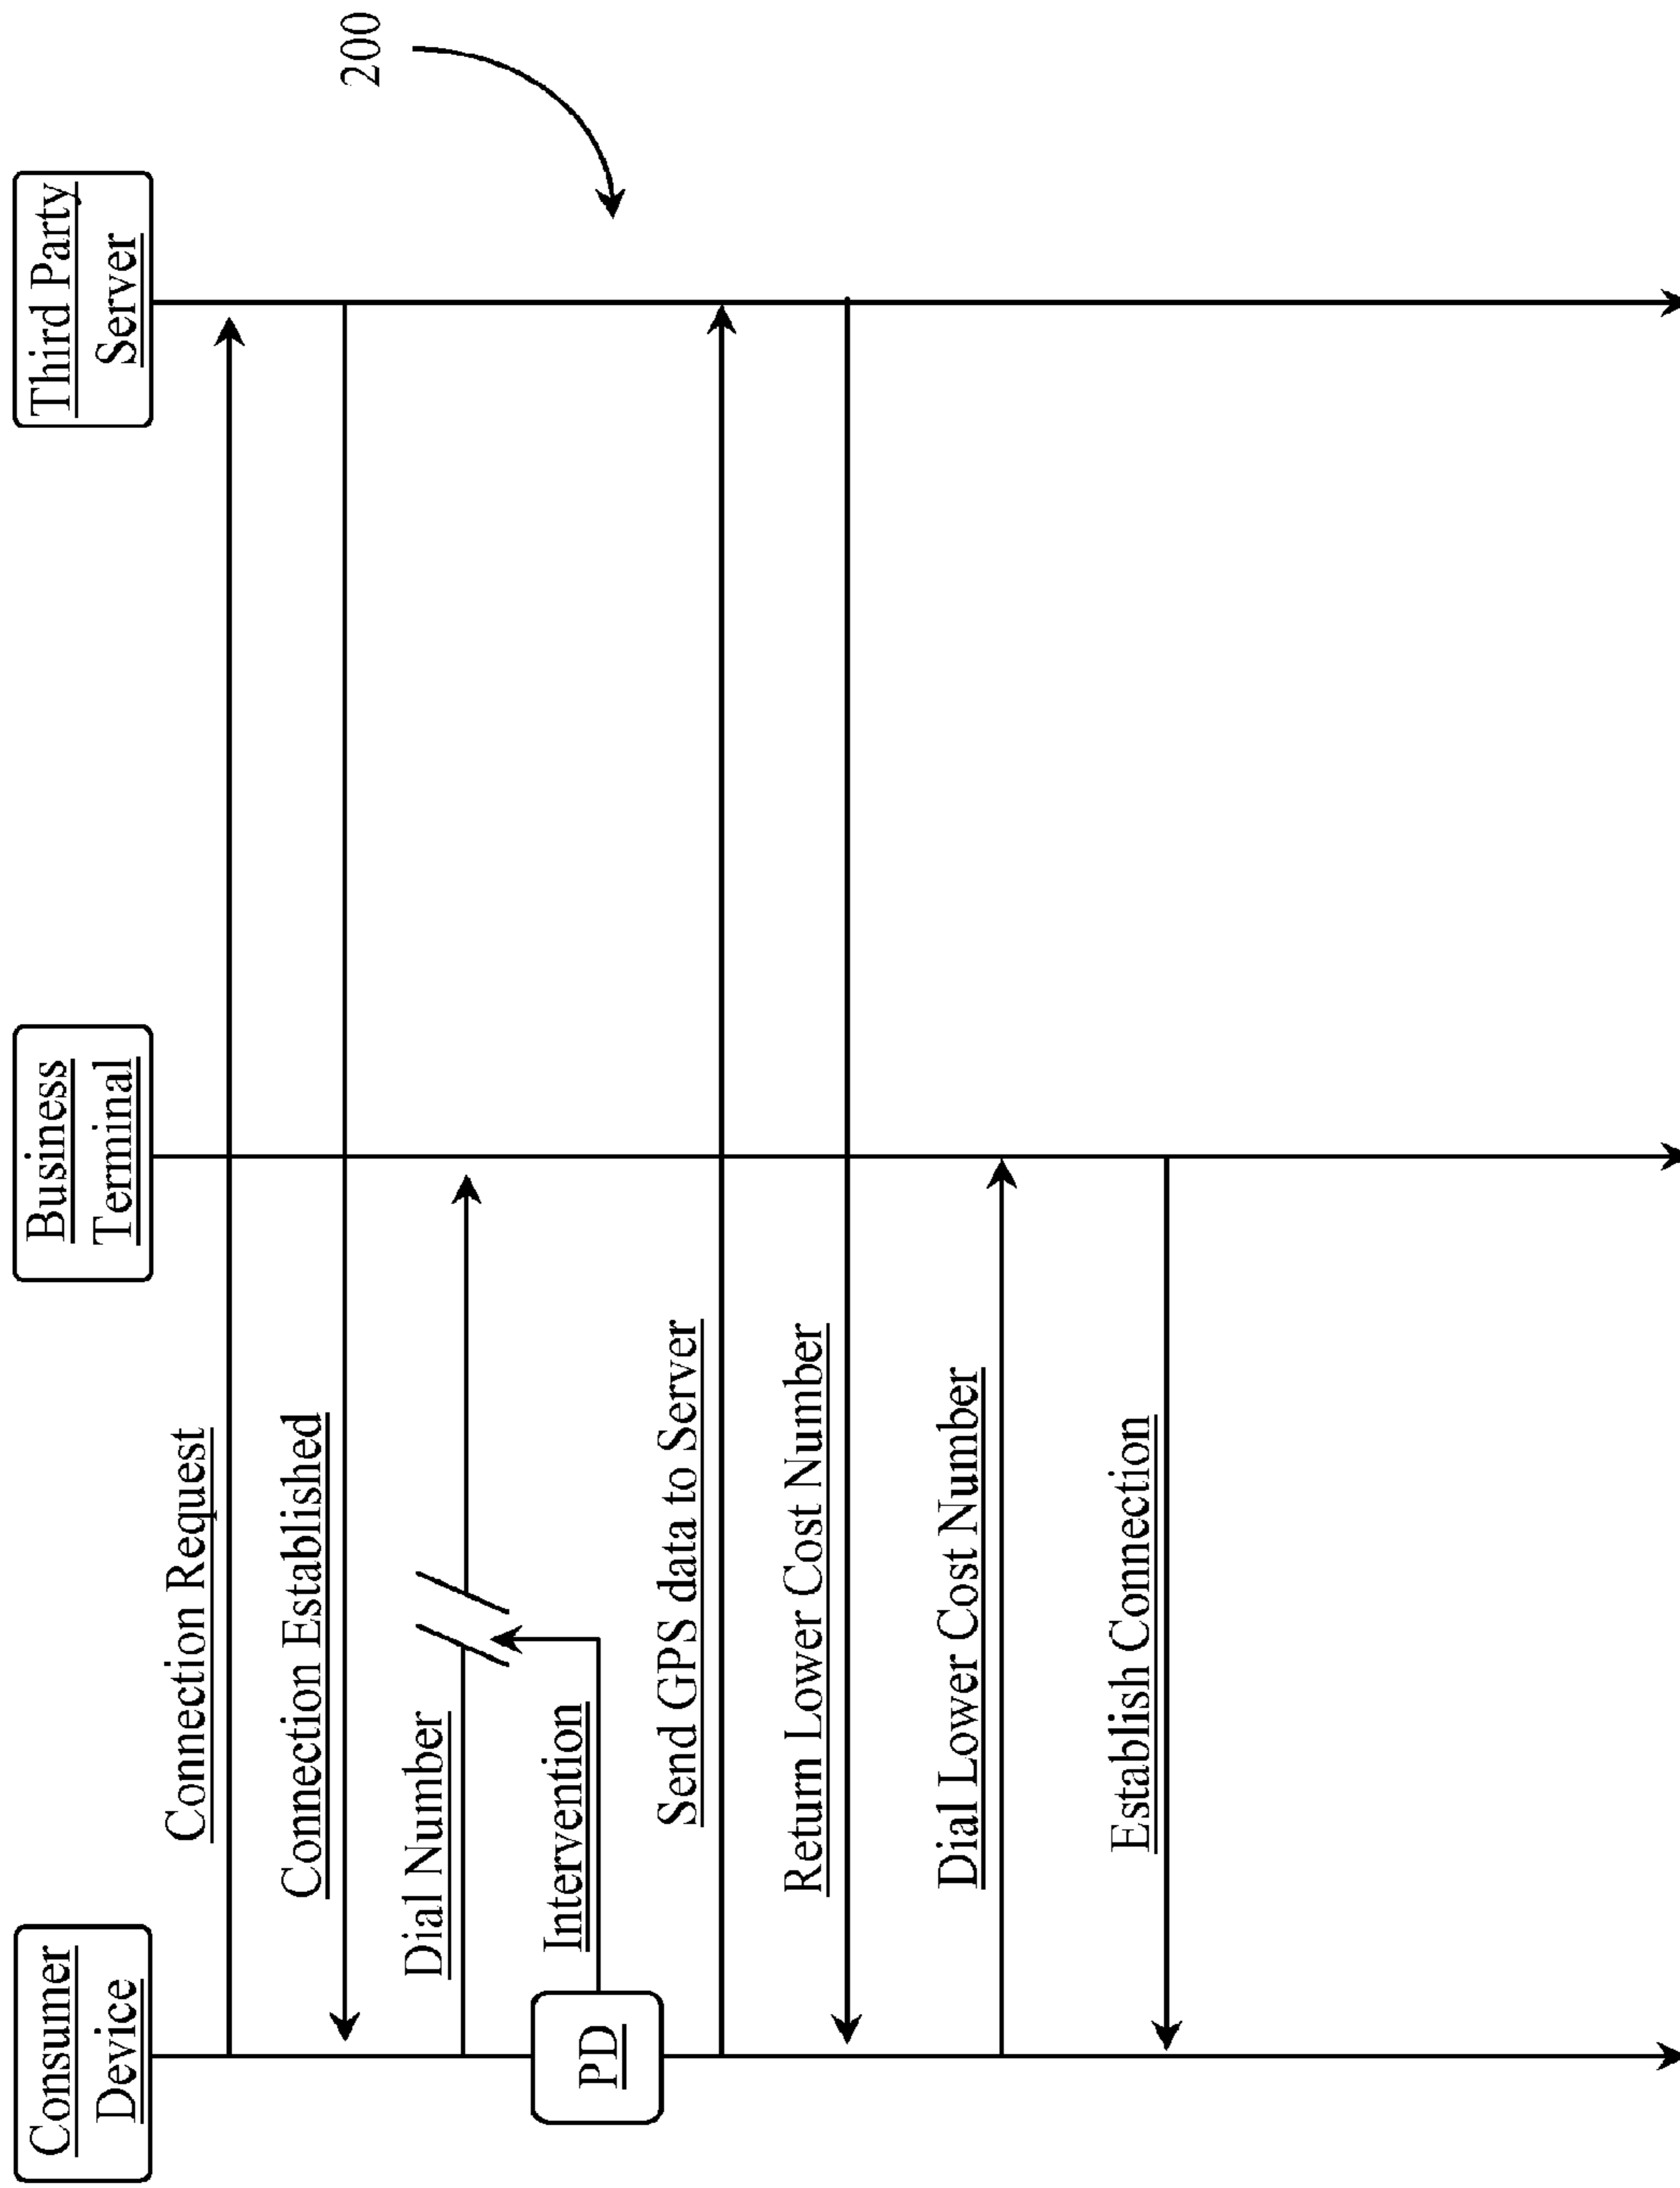 Consumer
Device
Business
Terminal
Third Party
Server
200
Connection Request
Connection Established
Dial Number
Intervention
PD
Send GPS data to Server
Return Lower Cost Number
Dial Lower Cost Number
Establish Connection